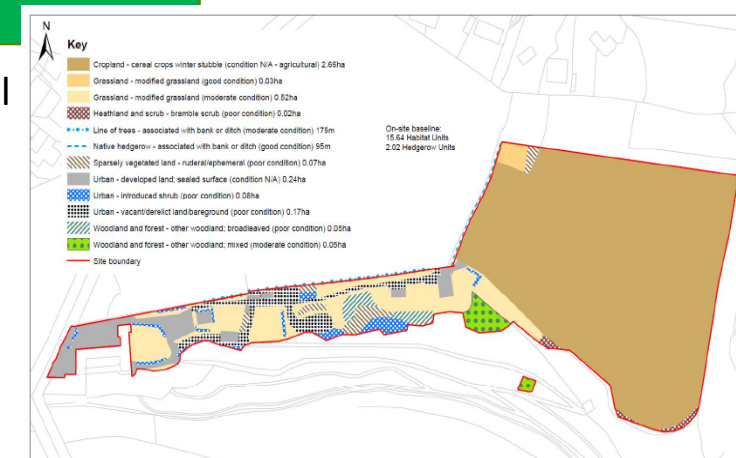 N
Key
Cropland - cereal crops winter stubble (condition N/A - agricultural) 2.66ha
Grassland - modified grassland (good condition) 0.03ha
Grassland - modified grassland (moderate condition) 0.52ha
Heathland and scrub - bramble scrub (poor condition) 0.02ha
Line of trees - associated with bank or ditch (moderate condition) 175m
Native hedgerow - associated with bank or ditch (good condition) 95m
Sparsely vegetated land - ruderal/ephemeral (poor condition) 0.07ha
Urban - developed land; sealed surface (condition N/A) 0.24ha
Urban - introduced shrub (poor condition) 0.08ha
Urban - vacant/derelict land/bareground (poor condition) 0.17ha
Woodland and forest - other woodland; broadleaved (poor condition) 0.05ha
Woodland and forest - other woodland; mixed (moderate condition) 0.05ha
Site boundary
On-site baseline:
15.64 Habitat Units
2.02 Hedgerow Units